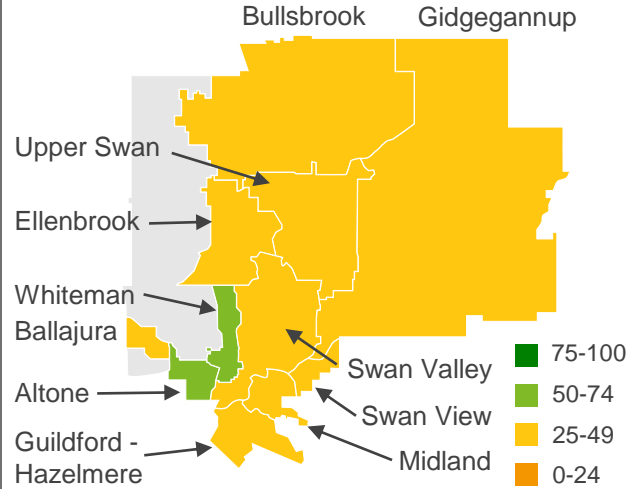 Bullsbrook Gidgegannup
Upper Swan
Ellenbrook
Whiteman
Ballajura
Altone
Guildford -
Hazelmere
Swan Valley
Swan View
Midland
75-100
50-74
25-49
0-24